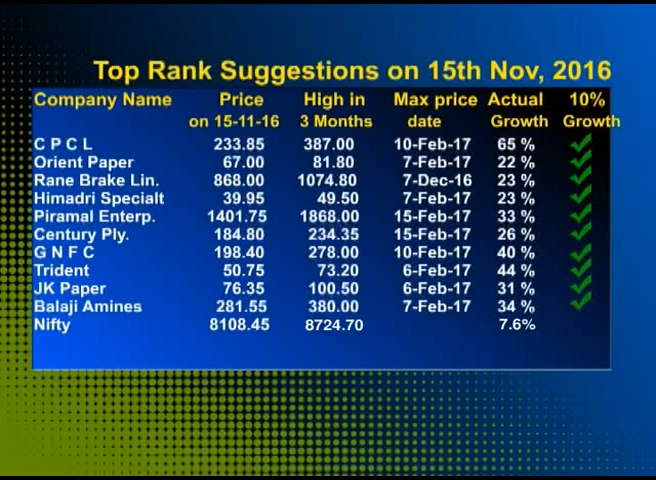 Top Rank Suggestions on 15th Nov, 2016
Company Name Price High in Max price Actual 10%
on 15-11-16 3 Months date Growth Growth
C P C L 233.85 387.00 10-Feb-17 65 %
Orient Paper 67.00 81.80 7-Feb-17 22 %
Rane Brake Lin. 868.00 1074.80 7-Dec-16 23 %
Himadri Specialt 39.95 49.50 7-Feb-17 23 %
Piramal Enterp. 1401.75 1868.00 15-Feb-17 33 %
Century Ply. 184.80 234.35 15-Feb-17 26 %
G N F C 198.40 278.00 10-Feb-17 40 %
Trident 50.75 73.20 6-Feb-17 44 %
JK Paper 76.35 100.50 6-Feb-17 31 %
Balaji Amines 281.55 380.00 7-Feb-17 34 %
Nifty 8108.45 8724.70 7.6%